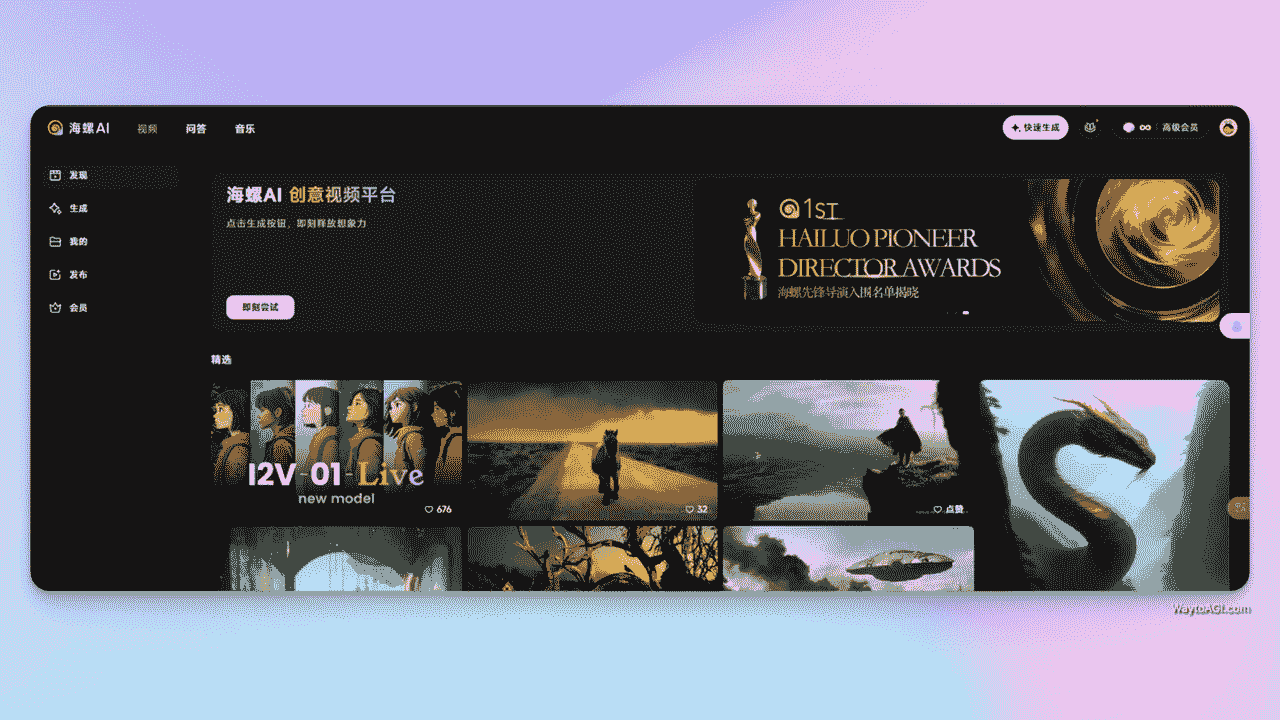 海螺AI 视频 问答 音乐 快速生成 高级会员
发现
生成
我的
发布
会员
海螺AI 创意视频平台
点击生成按钮，即刻释放想象力
即刻尝试
1ST
HAILUO PIONEER
DIRECTOR AWARDS
海螺先锋导演入围名单揭晓
精选
I2V-01-Live
new model
676
32
点赞
WaytoAGI.com